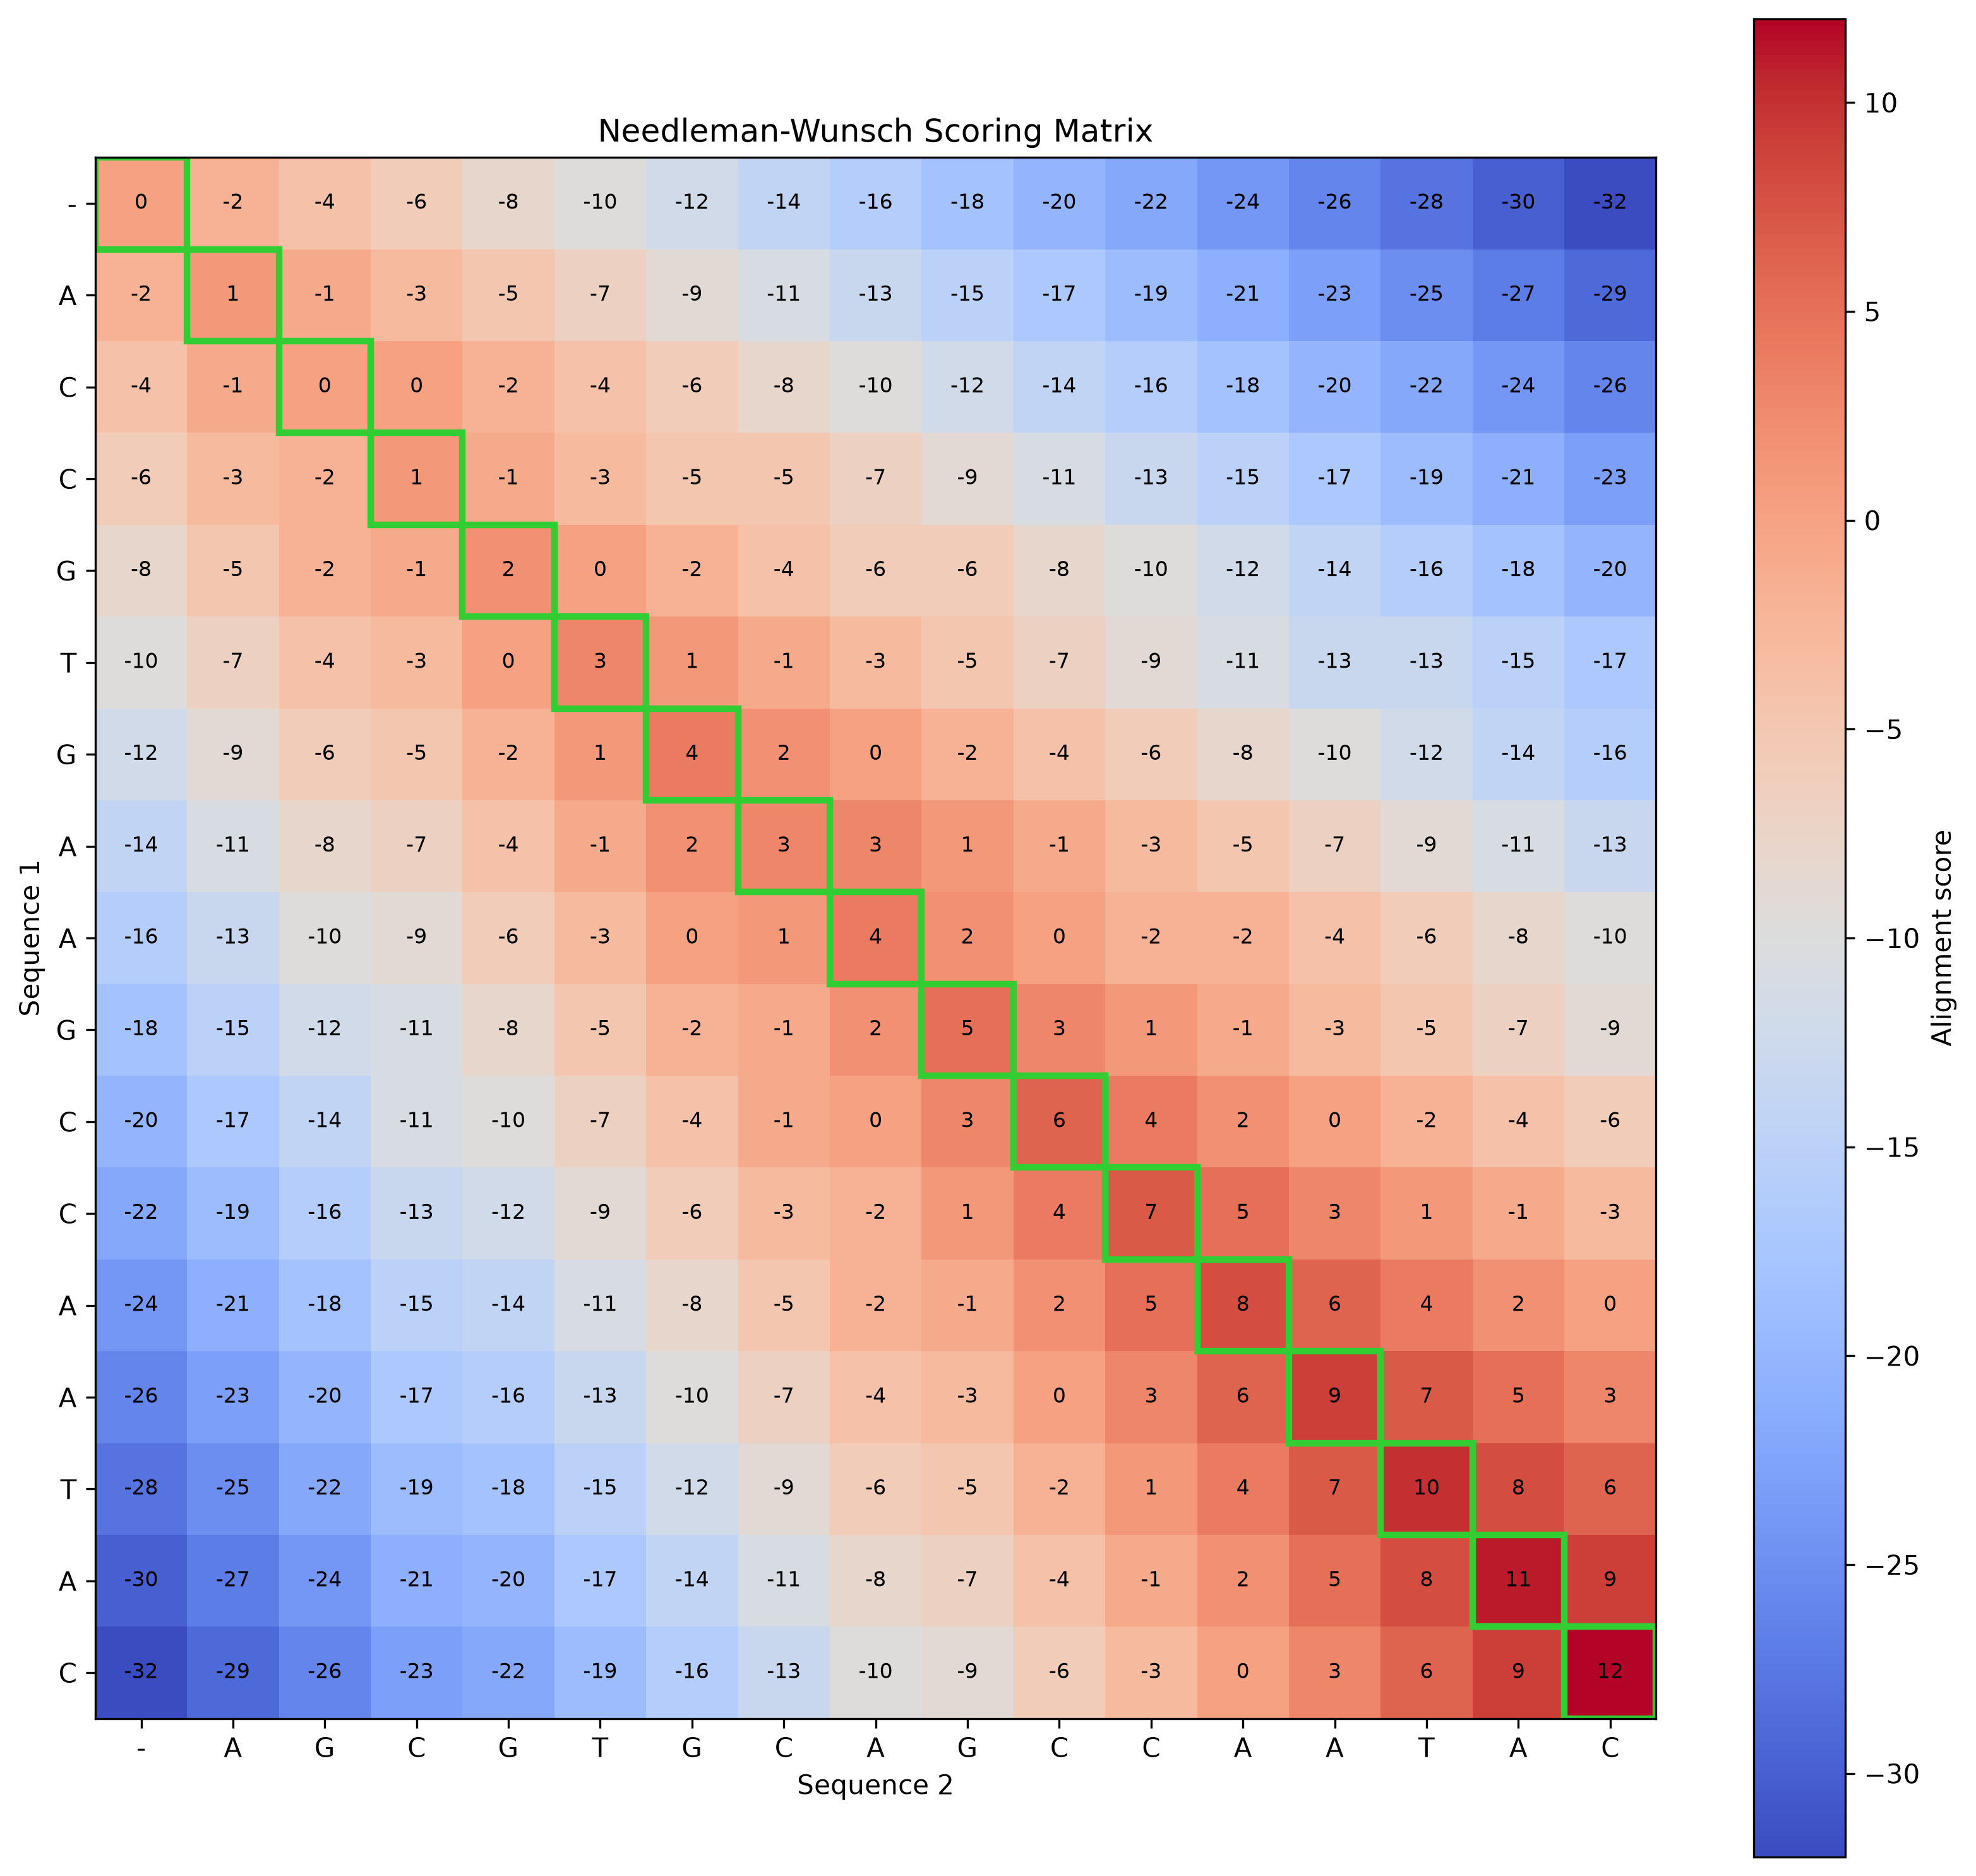 Needleman-Wunsch Scoring Matrix
- 0 -2 -4 -6 -8 -10 -12 -14 -16 -18 -20 -22 -24 -26 -28 -30 -32
A -2 1 -1 -3 -5 -7 -9 -11 -13 -15 -17 -19 -21 -23 -25 -27 -29
C -4 -1 0 0 -2 -4 -6 -8 -10 -12 -14 -16 -18 -20 -22 -24 -26
C -6 -3 -2 1 -1 -3 -5 -5 -7 -9 -11 -13 -15 -17 -19 -21 -23
G -8 -5 -2 -1 2 0 -2 -4 -6 -6 -8 -10 -12 -14 -16 -18 -20
T -10 -7 -4 -3 0 3 1 -1 -3 -5 -7 -9 -11 -13 -13 -15 -17
G -12 -9 -6 -5 -2 1 4 2 0 -2 -4 -6 -8 -10 -12 -14 -16
A -14 -11 -8 -7 -4 -1 2 3 3 1 -1 -3 -5 -7 -9 -11 -13
A -16 -13 -10 -9 -6 -3 0 1 4 2 0 -2 -2 -4 -6 -8 -10
G -18 -15 -12 -11 -8 -5 -2 -1 2 5 3 1 -1 -3 -5 -7 -9
C -20 -17 -14 -11 -10 -7 -4 -1 0 3 6 4 2 0 -2 -4 -6
C -22 -19 -16 -13 -12 -9 -6 -3 -2 1 4 7 5 3 1 -1 -3
A -24 -21 -18 -15 -14 -11 -8 -5 -2 -1 2 5 8 6 4 2 0
A -26 -23 -20 -17 -16 -13 -10 -7 -4 -3 0 3 6 9 7 5 3
T -28 -25 -22 -19 -18 -15 -12 -9 -6 -5 -2 1 4 7 10 8 6
A -30 -27 -24 -21 -20 -17 -14 -11 -8 -7 -4 -1 2 5 8 11 9
C -32 -29 -26 -23 -22 -19 -16 -13 -10 -9 -6 -3 0 3 6 9 12
- A G C G T G C A G C C A A T A C
Sequence 2
Sequence 1
10
5
0
−5
−10
−15
−20
−25
−30
Alignment score